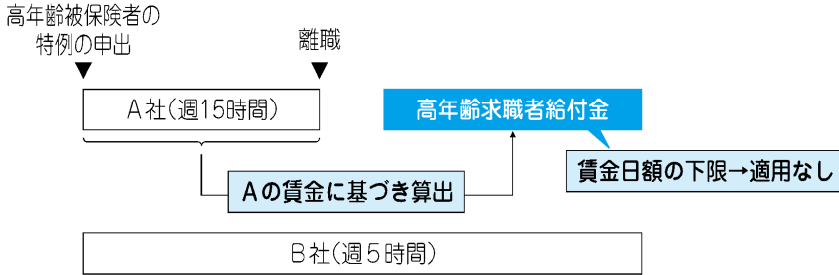 高年齢被保険者の
特例の申出
離職
A社(週15時間)
高年齢求職者給付金
賃金日額の下限→適用なし
Aの賃金に基づき算出
B社(週5時間)